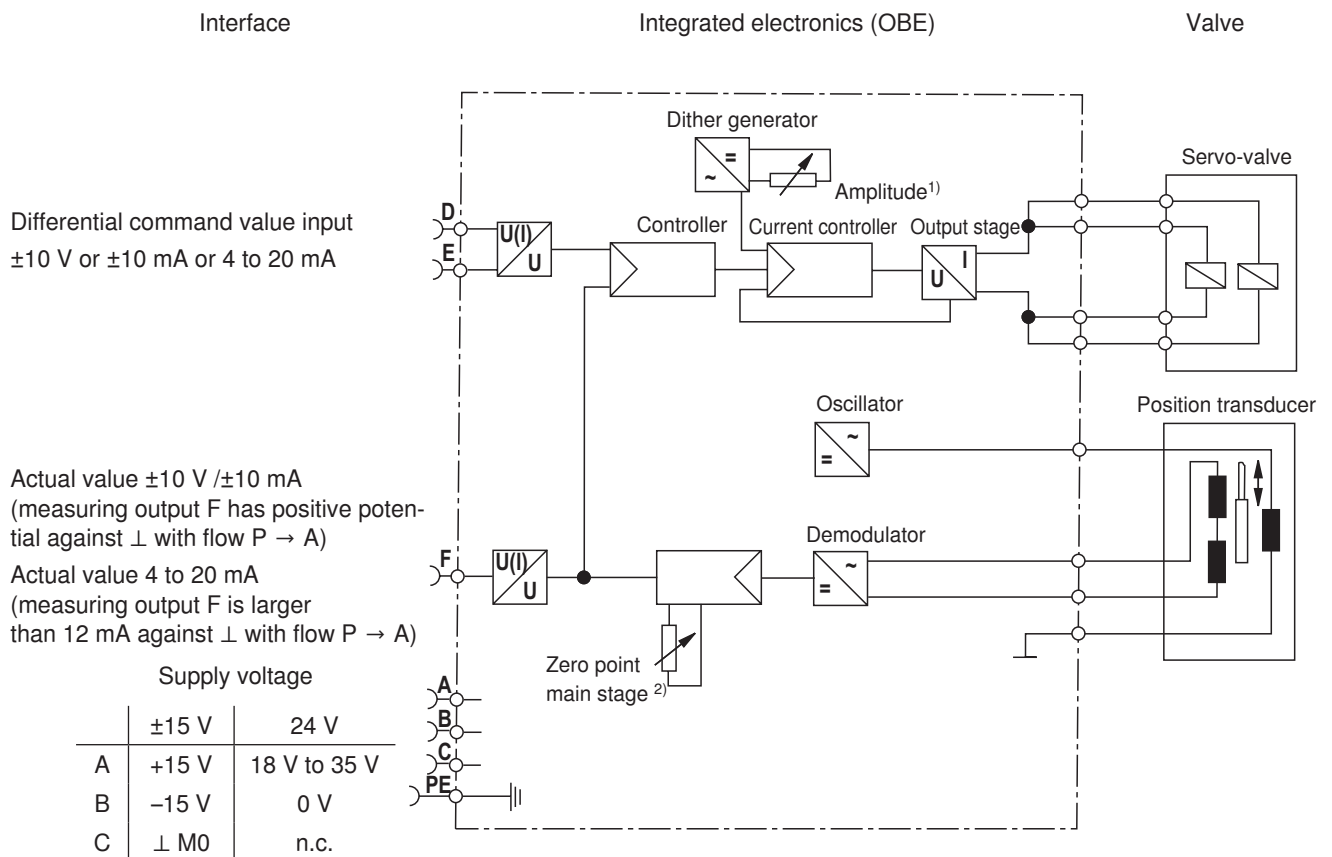 Interface
Integrated electronics (OBE)
Valve
Dither generator
=
~
Amplitude1)
Servo-valve
Differential command value input
±10 V or ±10 mA or 4 to 20 mA
D
E
U(I)
U
Controller
Current controller
Output stage
U
I
Oscillator
~
=
Position transducer
Actual value ±10 V /±10 mA
(measuring output F has positive poten-
tial against ⊥ with flow P → A)
Actual value 4 to 20 mA
(measuring output F is larger
than 12 mA against ⊥ with flow P → A)
F
U(I)
U
Demodulator
~
=
Zero point
main stage 2)
Supply voltage
±15 V 24 V
A +15 V 18 V to 35 V
B –15 V 0 V
C ⊥ M0 n.c.
A
B
C
PE